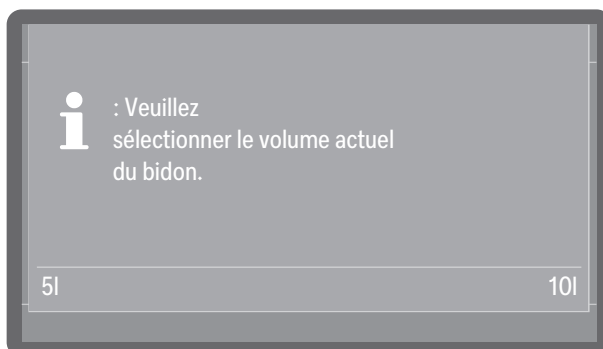 : Veuillez
sélectionner le volume actuel
du bidon.
5l
10l